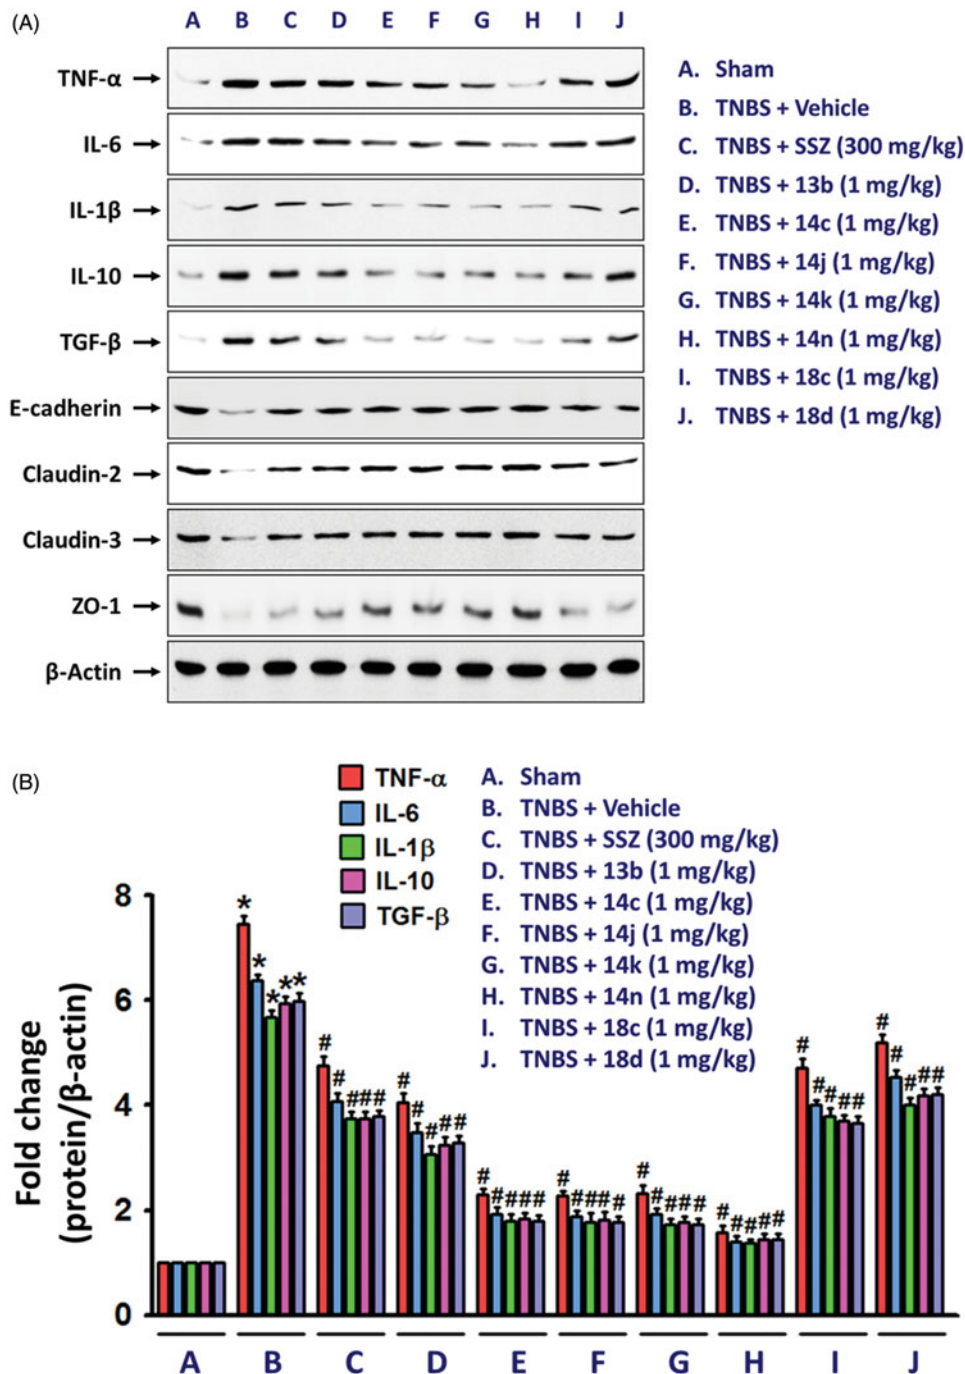 (A)
A B C D E F G H I J
TNF-α
IL-6
IL-1β
IL-10
TGF-β
E-cadherin
Claudin-2
Claudin-3
ZO-1
β-Actin
A. Sham
B. TNBS + Vehicle
C. TNBS + SSZ (300 mg/kg)
D. TNBS + 13b (1 mg/kg)
E. TNBS + 14c (1 mg/kg)
F. TNBS + 14j (1 mg/kg)
G. TNBS + 14k (1 mg/kg)
H. TNBS + 14n (1 mg/kg)
I. TNBS + 18c (1 mg/kg)
J. TNBS + 18d (1 mg/kg)
(B)
TNF-α
IL-6
IL-1β
IL-10
TGF-β
A. Sham
B. TNBS + Vehicle
C. TNBS + SSZ (300 mg/kg)
D. TNBS + 13b (1 mg/kg)
E. TNBS + 14c (1 mg/kg)
F. TNBS + 14j (1 mg/kg)
G. TNBS + 14k (1 mg/kg)
H. TNBS + 14n (1 mg/kg)
I. TNBS + 18c (1 mg/kg)
J. TNBS + 18d (1 mg/kg)
Fold change
(protein/β-actin)
8
6
4
2
0
* * * * *
# # # # #
# # # # #
# # # # #
# # # # #
# # # # #
# # # # #
# # # # #
# # # # #
A B C D E F G H I J